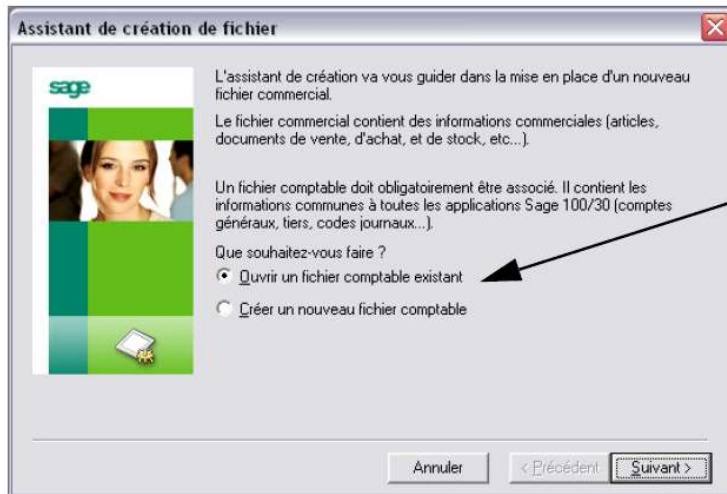 Assistant de création de fichier
sage
L'assistant de création va vous guider dans la mise en place d'un nouveau
fichier commercial.
Le fichier commercial contient des informations commerciales (articles,
documents de vente, d'achat, et de stock, etc...).
Un fichier comptable doit obligatoirement être associé. Il contient les
informations communes à toutes les applications Sage 100/30 (comptes
généraux, tiers, codes journaux...).
Que souhaitez-vous faire ?
Ouvrir un fichier comptable existant
Créer un nouveau fichier comptable
Annuler
< Précédent
Suivant >